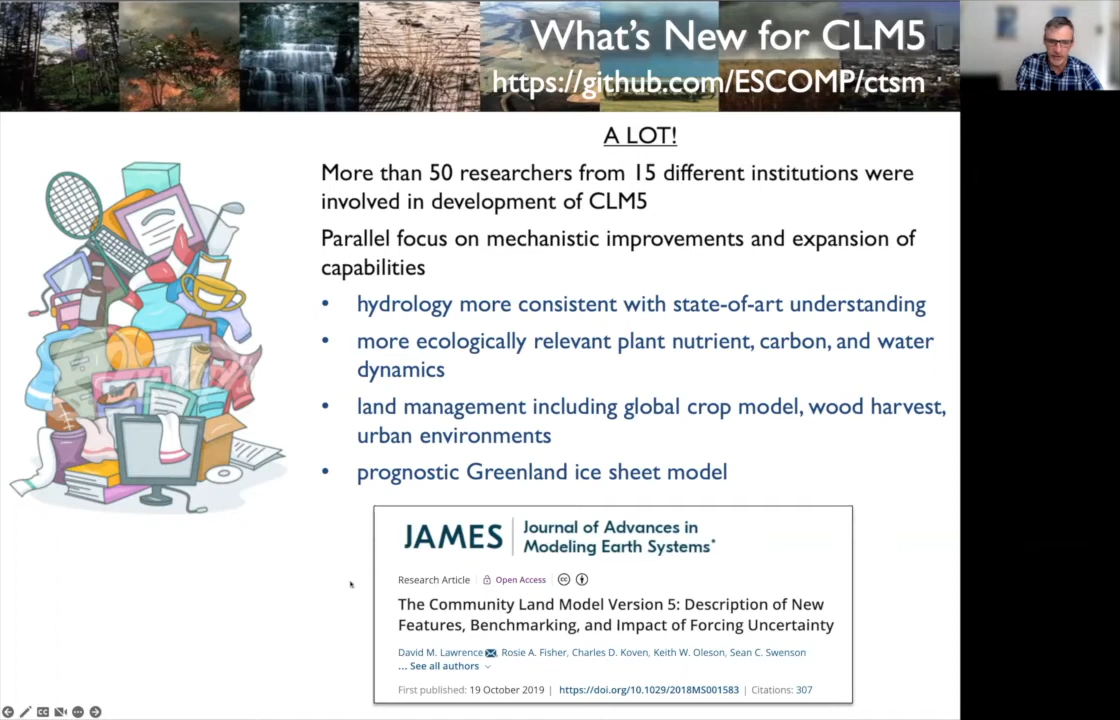 What's New for CLM5
https://github.com/ESCOMP/ctsm
A LOT!
More than 50 researchers from 15 different institutions were
involved in development of CLM5
Parallel focus on mechanistic improvements and expansion of
capabilities
• hydrology more consistent with state-of-art understanding
• more ecologically relevant plant nutrient, carbon, and water
dynamics
• land management including global crop model, wood harvest,
urban environments
• prognostic Greenland ice sheet model
JAMES | Journal of Advances in
Modeling Earth Systems*
Research Article Open Access cc
The Community Land Model Version 5: Description of New
Features, Benchmarking, and Impact of Forcing Uncertainty
David M. Lawrence, Rosie A. Fisher, Charles D. Koven, Keith W. Oleson, Sean C. Swenson
... See all authors
First published: 19 October 2019 | https://doi.org/10.1029/2018MS001583 | Citations: 307